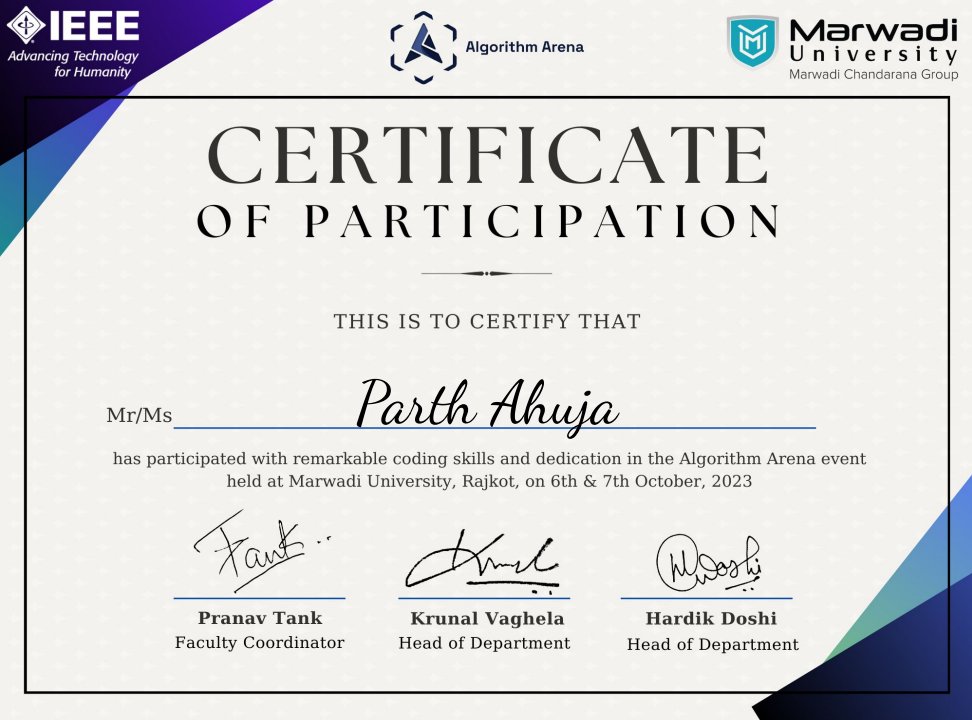 IEEE
Advancing Technology
for Humanity
Algorithm Arena
Marwadi
University
Marwadi Chandarana Group
CERTIFICATE
OF PARTICIPATION
THIS IS TO CERTIFY THAT
Mr/Ms Parth Ahuja
has participated with remarkable coding skills and dedication in the Algorithm Arena event
held at Marwadi University, Rajkot, on 6th & 7th October, 2023
Pranav Tank
Faculty Coordinator
Krunal Vaghela
Head of Department
Hardik Doshi
Head of Department